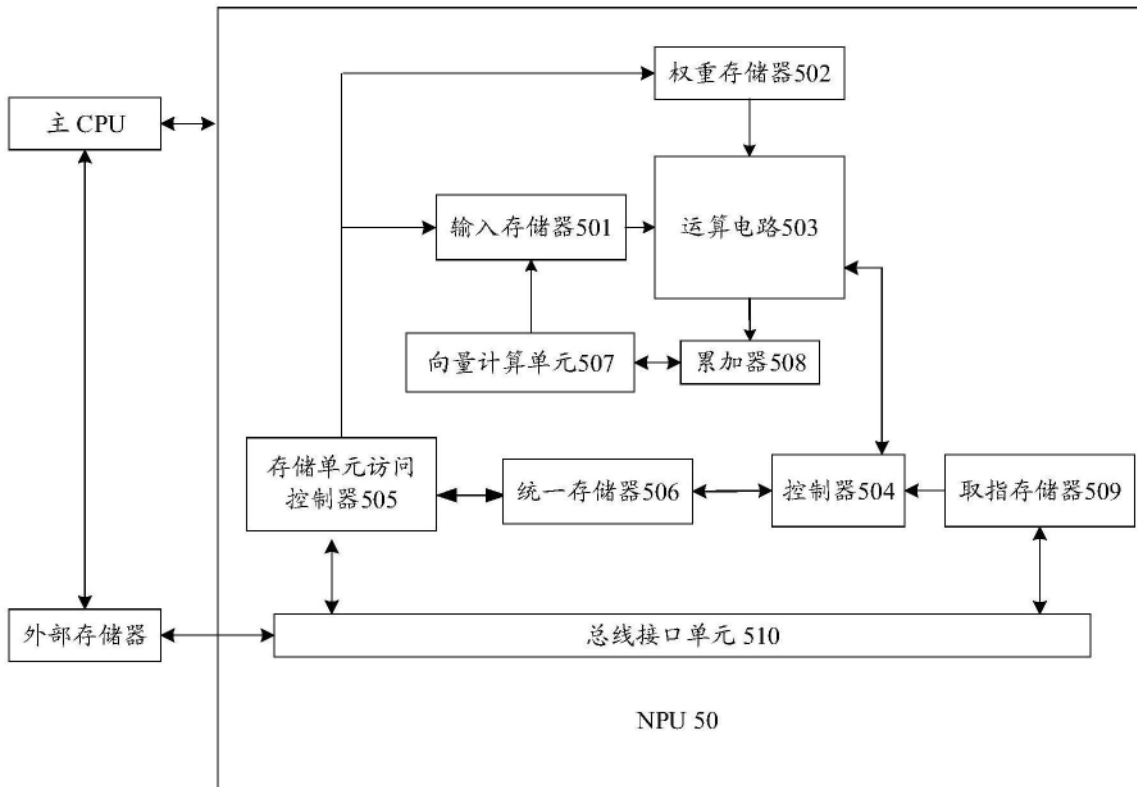 权重存储器502
主 CPU
输入存储器501
运算电路503
向量计算单元507
累加器508
存储单元访问
控制器505
统一存储器506
控制器504
取指存储器509
外部存储器
总线接口单元 510
NPU 50